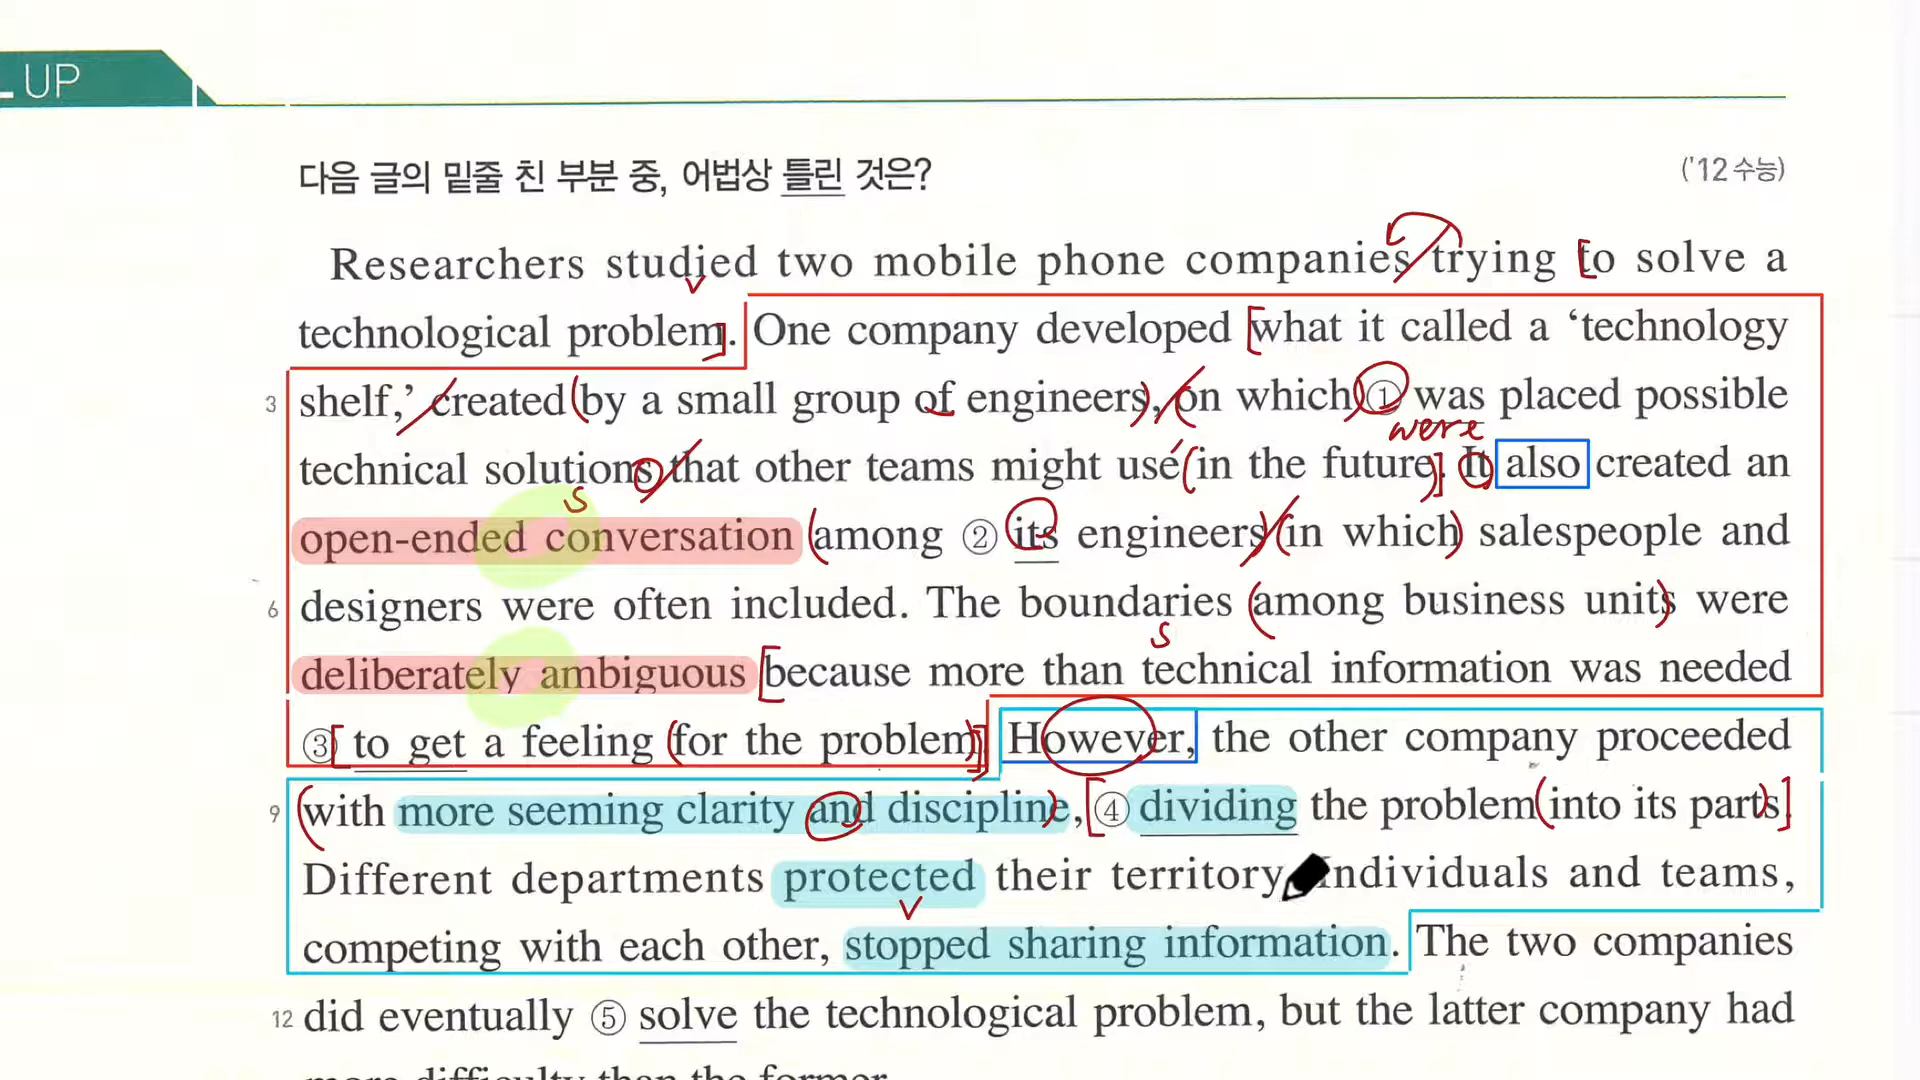 UP
다음 글의 밑줄 친 부분 중, 어법상 틀린 것은? ('12수능)
Researchers studied two mobile phone companies trying to solve a
technological problem. One company developed what it called a ‘technology
3 shelf,’ created by a small group of engineers, on which ① was placed possible
were
technical solutions that other teams might use in the future. It also created an
s
open-ended conversation among ② its engineers in which salespeople and
6 designers were often included. The boundaries among business units were
s
deliberately ambiguous because more than technical information was needed
③ to get a feeling for the problem. However, the other company proceeded
9 with more seeming clarity and discipline, ④ dividing the problem into its parts.
Different departments protected their territory. Individuals and teams,
competing with each other, stopped sharing information. The two companies
12 did eventually ⑤ solve the technological problem, but the latter company had
more difficulty than the former